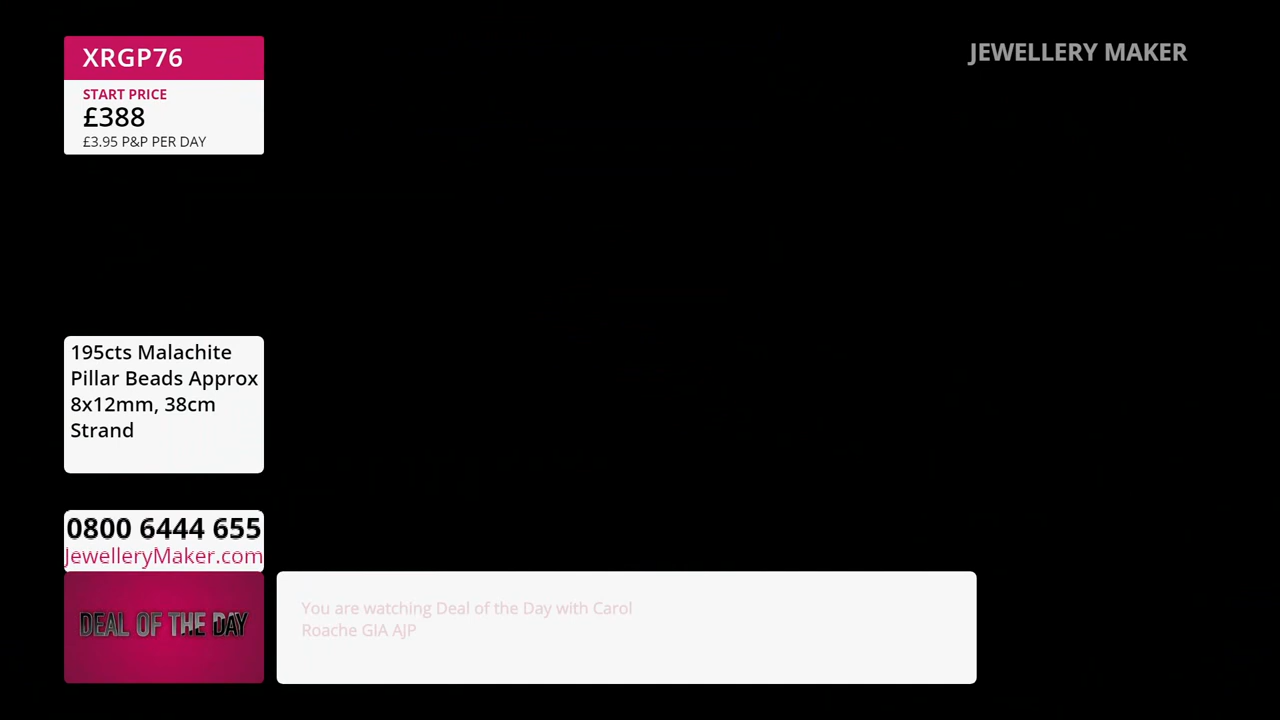 XRGP76
START PRICE
£388
£3.95 P&P PER DAY
JEWELLERY MAKER
195cts Malachite
Pillar Beads Approx
8x12mm, 38cm
Strand
0800 6444 655
JewelleryMaker.com
DEAL OF THE DAY
You are watching Deal of the Day with Carol
Roache GIA AJP